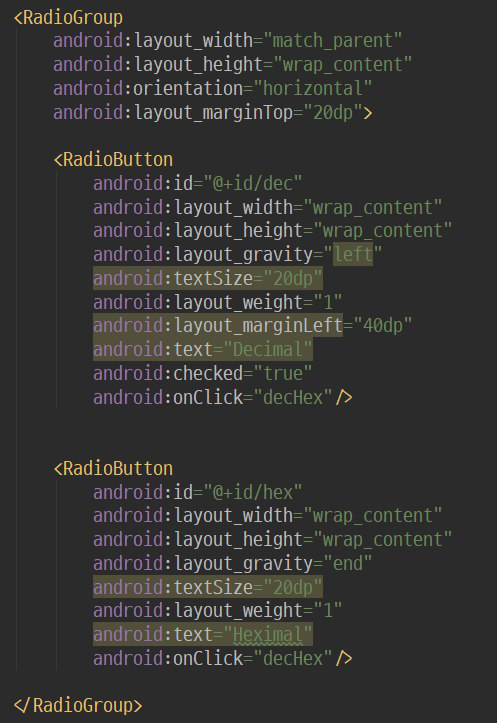 <RadioGroup
android:layout_width="match_parent"
android:layout_height="wrap_content"
android:orientation="horizontal"
android:layout_marginTop="20dp">
<RadioButton
android:id="@+id/dec"
android:layout_width="wrap_content"
android:layout_height="wrap_content"
android:layout_gravity="left"
android:textSize="20dp"
android:layout_weight="1"
android:layout_marginLeft="40dp"
android:text="Decimal"
android:checked="true"
android:onClick="decHex"/>
<RadioButton
android:id="@+id/hex"
android:layout_width="wrap_content"
android:layout_height="wrap_content"
android:layout_gravity="end"
android:textSize="20dp"
android:layout_weight="1"
android:text="Heximal"
android:onClick="decHex"/>
</RadioGroup>